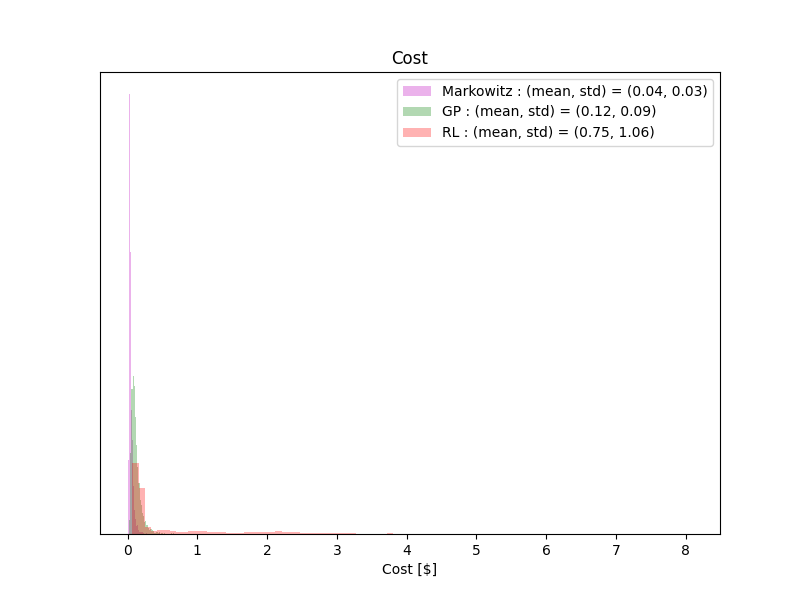 Cost
Markowitz : (mean, std) = (0.04, 0.03)
GP : (mean, std) = (0.12, 0.09)
RL : (mean, std) = (0.75, 1.06)
0 1 2 3 4 5 6 7 8
Cost [$]